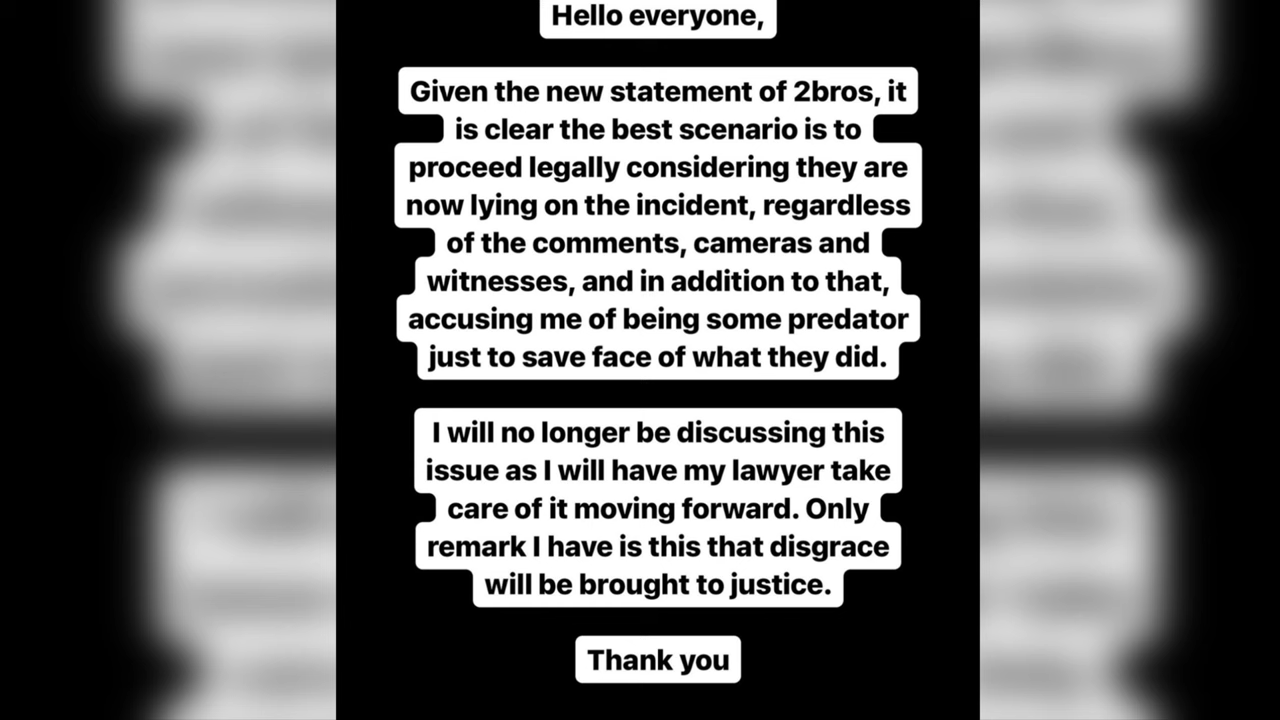 Hello everyone,
Given the new statement of 2bros, it
is clear the best scenario is to
proceed legally considering they are
now lying on the incident, regardless
of the comments, cameras and
witnesses, and in addition to that,
accusing me of being some predator
just to save face of what they did.
I will no longer be discussing this
issue as I will have my lawyer take
care of it moving forward. Only
remark I have is this that disgrace
will be brought to justice.
Thank you